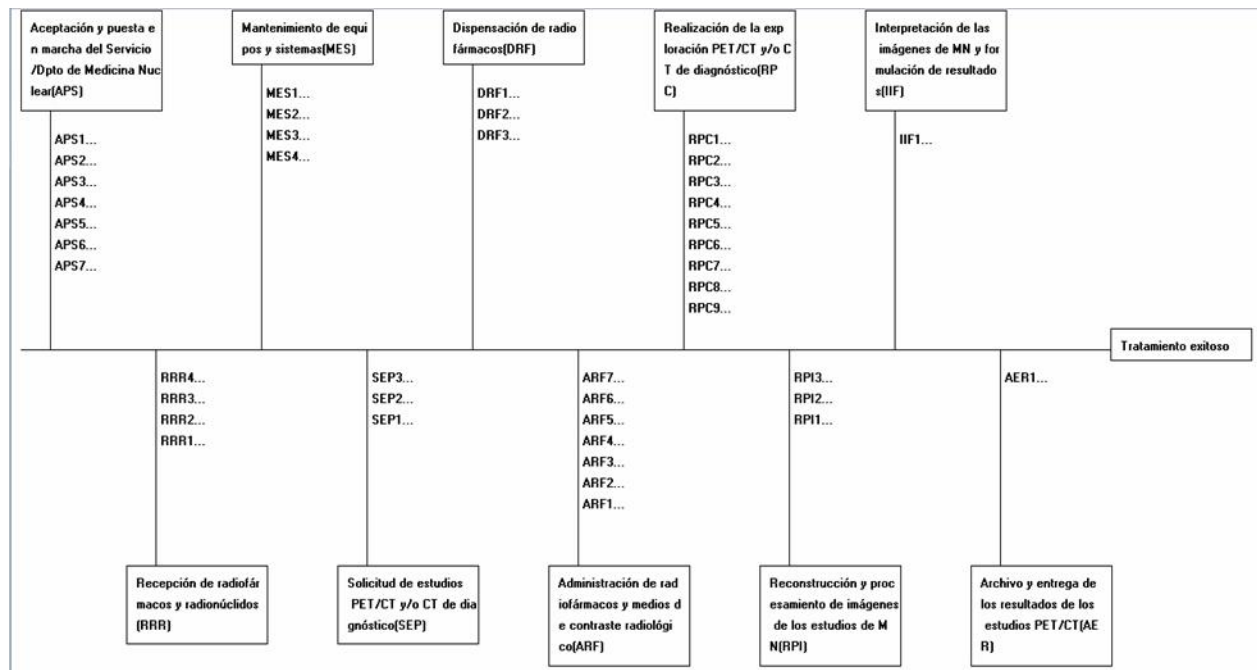 Aceptación y puesta e
n marcha del Servicio
/Dpto de Medicina Nuc
lear(APS)
APS1...
APS2...
APS3...
APS4...
APS5...
APS6...
APS7...
Mantenimiento de equi
pos y sistemas(MES)
MES1...
MES2...
MES3...
MES4...
Dispensación de radio
fármacos(DRF)
DRF1...
DRF2...
DRF3...
Realización de la exp
loración PET/CT y/o C
T de diagnóstico(RP
C)
RPC1...
RPC2...
RPC3...
RPC4...
RPC5...
RPC6...
RPC7...
RPC8...
RPC9...
Interpretación de las
imágenes de MN y for
mulación de resultado
s(IIF)
IIF1...
Tratamiento exitoso
RRR4...
RRR3...
RRR2...
RRR1...
Recepción de radiofár
macos y radionúclidos
(RRR)
SEP3...
SEP2...
SEP1...
Solicitud de estudios
PET/CT y/o CT de dia
gnóstico(SEP)
ARF7...
ARF6...
ARF5...
ARF4...
ARF3...
ARF2...
ARF1...
Administración de rad
iofármacos y medios d
e contraste radiológi
co(ARF)
RPI3...
RPI2...
RPI1...
Reconstrucción y proc
esamiento de imágenes
de los estudios de M
N(RPI)
AER1...
Archivo y entrega de
los resultados de los
estudios PET/CT(AE
R)